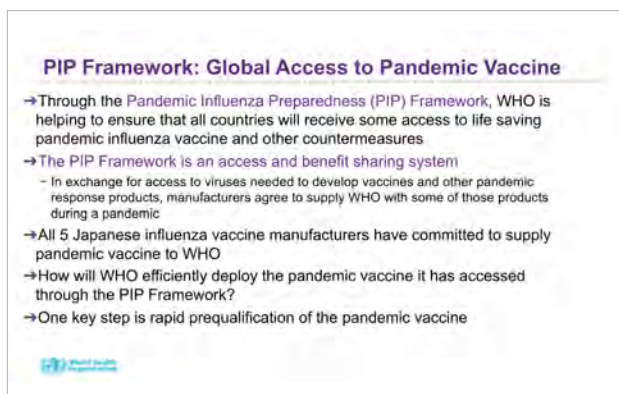 PIP Framework: Global Access to Pandemic Vaccine
→Through the Pandemic Influenza Preparedness (PIP) Framework, WHO is
helping to ensure that all countries will receive some access to life saving
pandemic influenza vaccine and other countermeasures
→The PIP Framework is an access and benefit sharing system
– In exchange for access to viruses needed to develop vaccines and other pandemic
response products, manufacturers agree to supply WHO with some of those products
during a pandemic
→All 5 Japanese influenza vaccine manufacturers have committed to supply
pandemic vaccine to WHO
→How will WHO efficiently deploy the pandemic vaccine it has accessed
through the PIP Framework?
→One key step is rapid prequalification of the pandemic vaccine
World Health
Organization